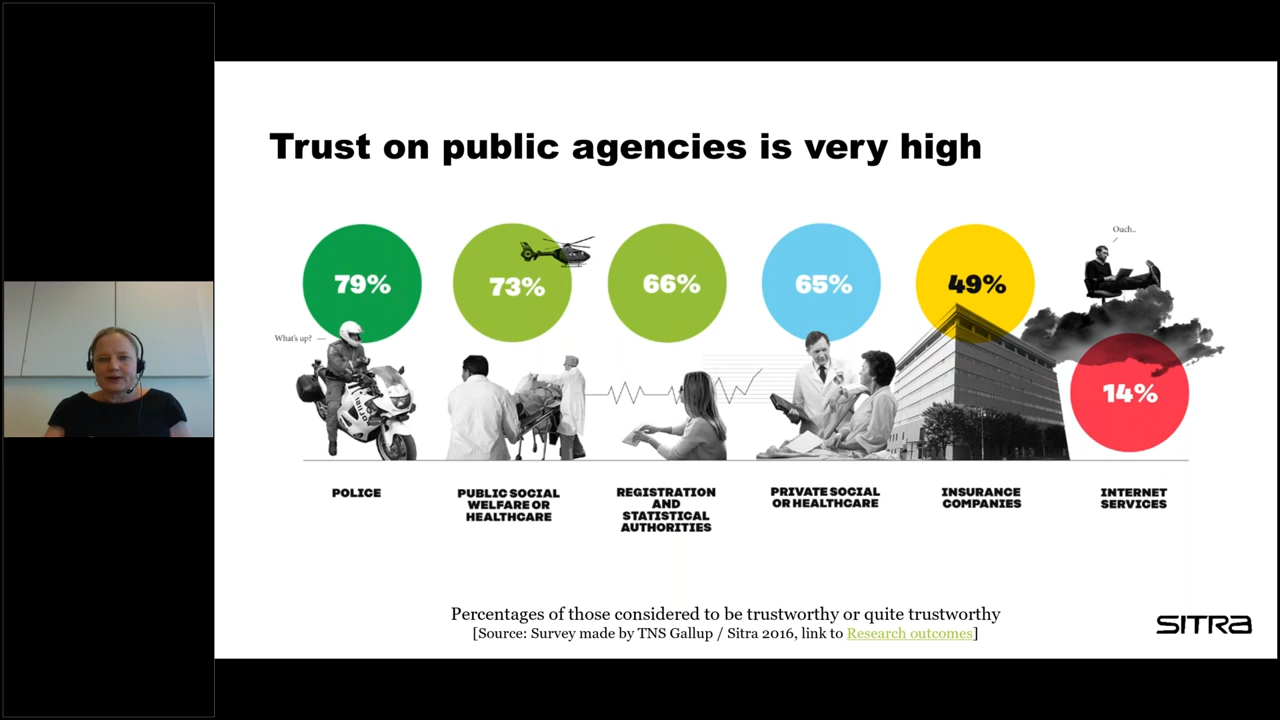 Trust on public agencies is very high
79%
73%
66%
65%
49%
14%
What's up?
Ouch..
POLICE
PUBLIC SOCIAL
WELFARE OR
HEALTHCARE
REGISTRATION
AND
STATISTICAL
AUTHORITIES
PRIVATE SOCIAL
OR HEALTHCARE
INSURANCE
COMPANIES
INTERNET
SERVICES
Percentages of those considered to be trustworthy or quite trustworthy
[Source: Survey made by TNS Gallup / Sitra 2016, link to Research outcomes]
SITRA